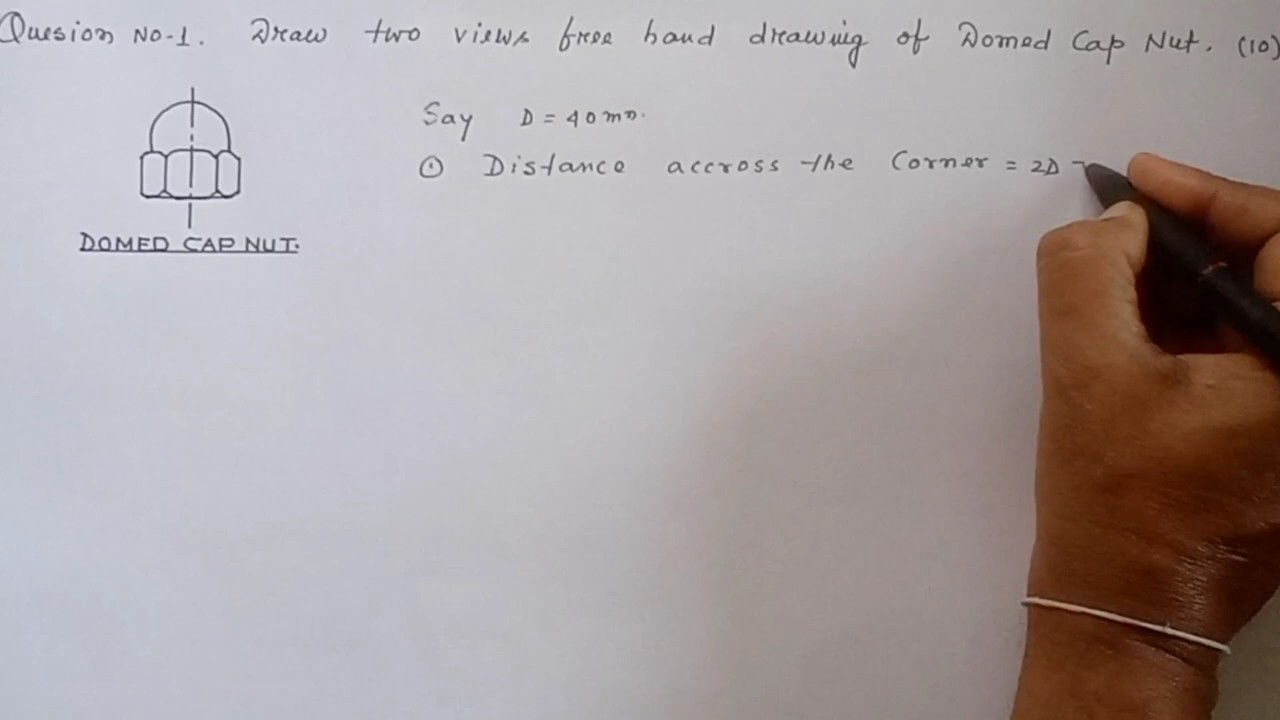 Quesion No-1. Draw two views free hand drawing of Domed Cap Nut. (10)
Say D = 40mm.
① Distance accross the Corner = 2D
DOMED CAP NUT.